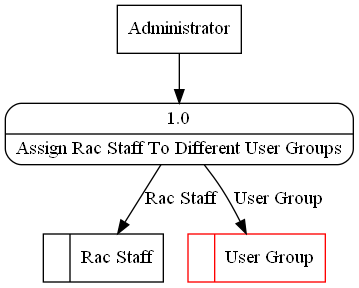 Administrator
1.0
Assign Rac Staff To Different User Groups
Rac Staff
User Group
Rac Staff
User Group